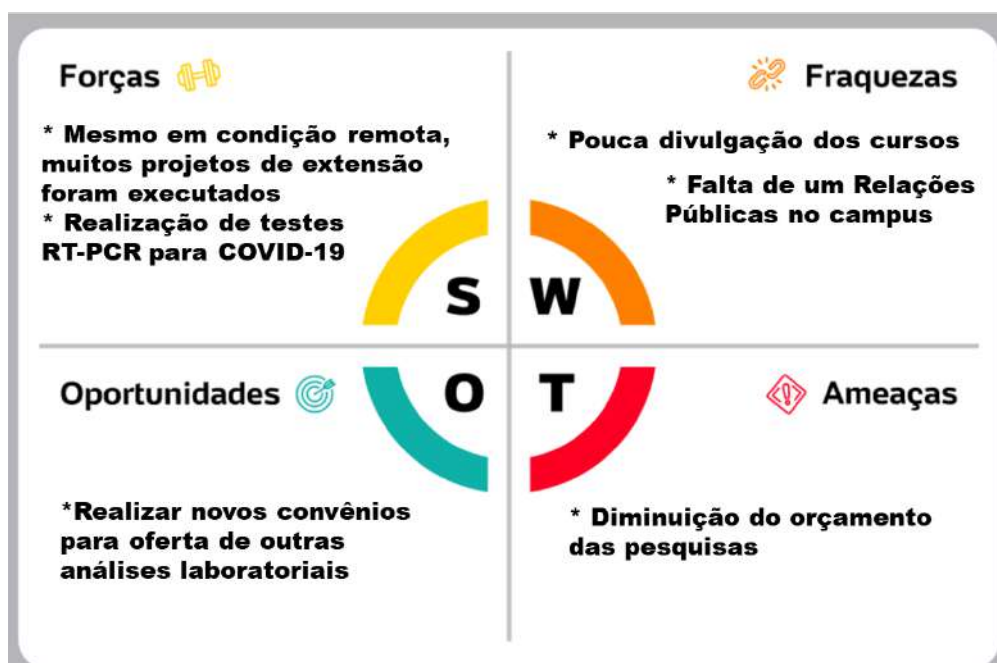 Forças
* Mesmo em condição remota,
muitos projetos de extensão
foram executados
* Realização de testes
RT-PCR para COVID-19
S
Fraquezas
* Pouca divulgação dos cursos
* Falta de um Relações
Públicas no campus
W
Oportunidades
O
*Realizar novos convênios
para oferta de outras
análises laboratoriais
T
Ameaças
* Diminuição do orçamento
das pesquisas